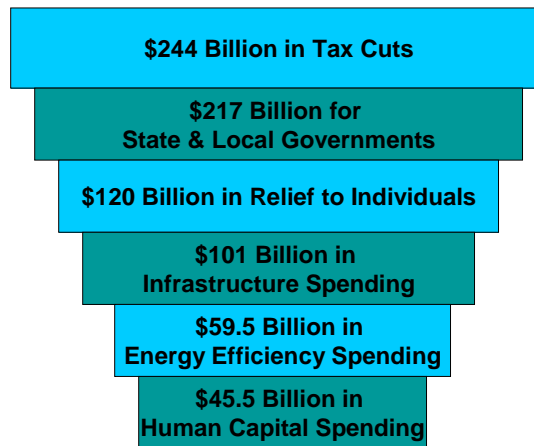 $244 Billion in Tax Cuts
$217 Billion for
State & Local Governments
$120 Billion in Relief to Individuals
$101 Billion in
Infrastructure Spending
$59.5 Billion in
Energy Efficiency Spending
$45.5 Billion in
Human Capital Spending